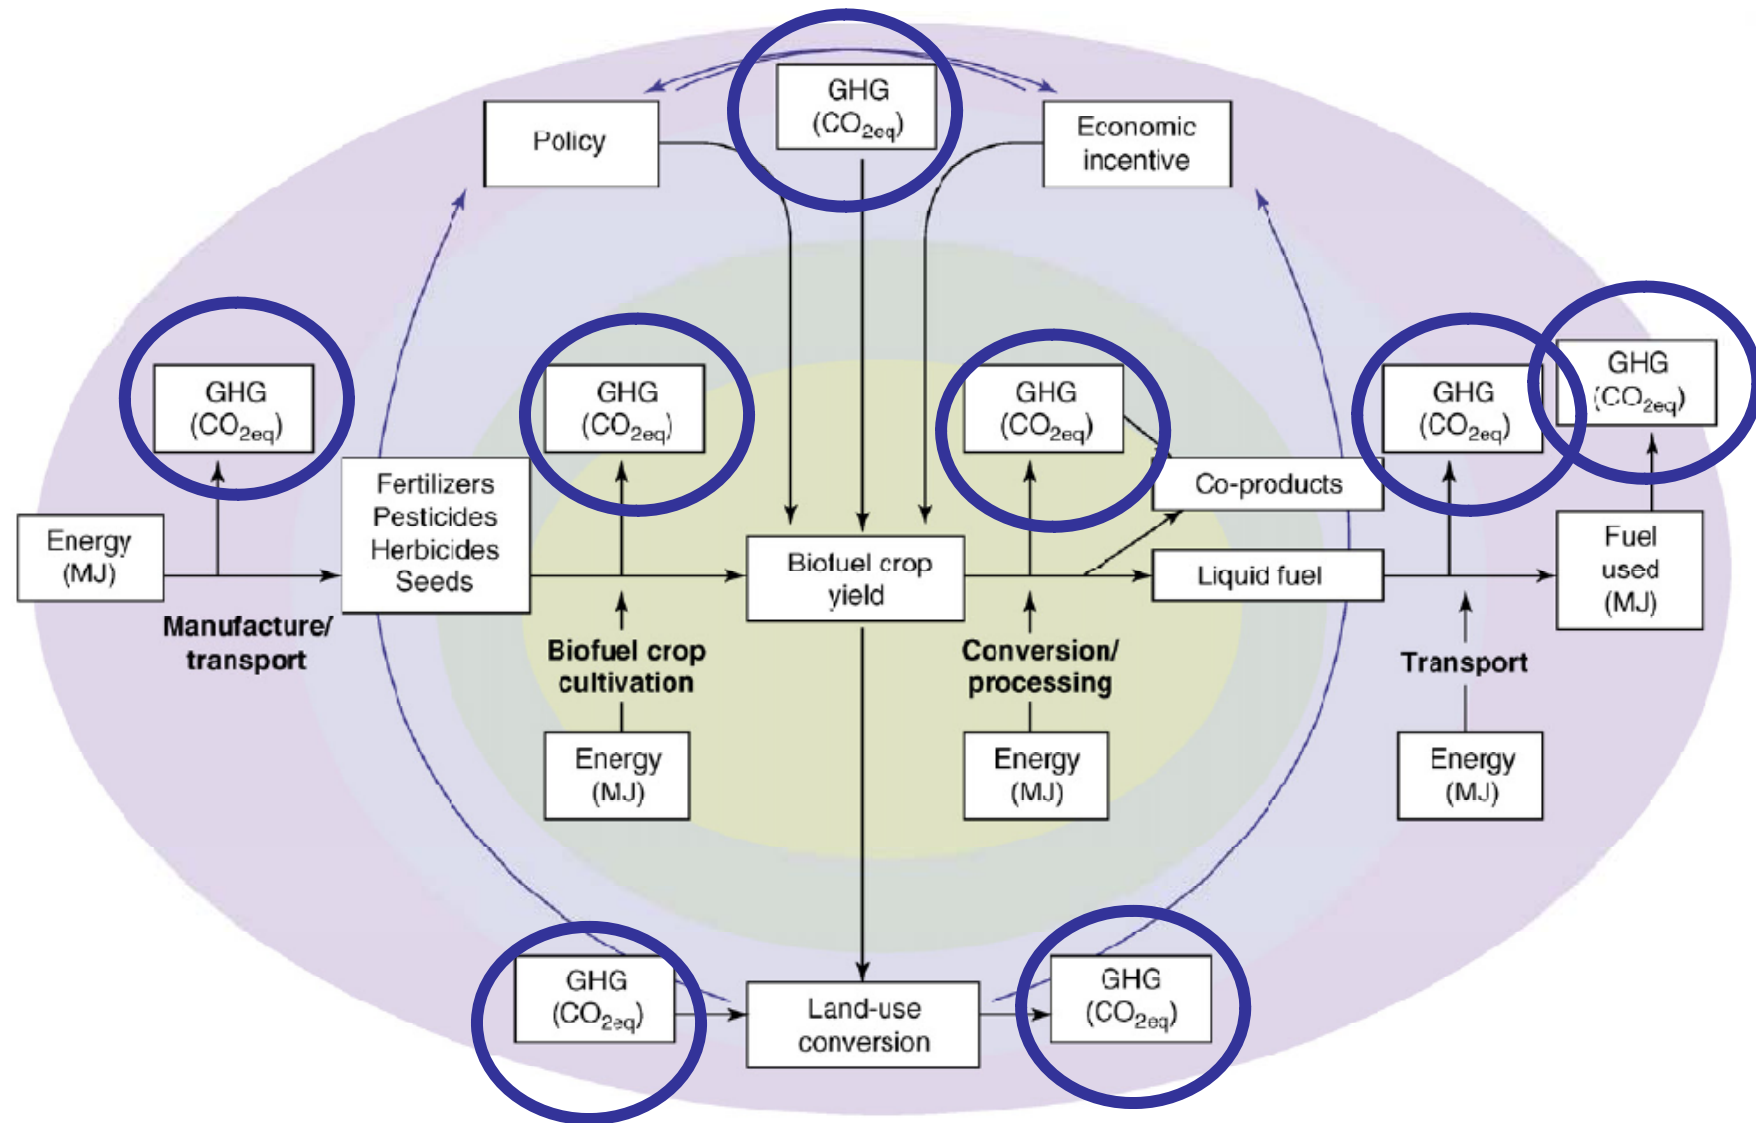 GHG
(CO2eq)
Policy
Economic
incentive
GHG
(CO2eq)
GHG
(CO2eq)
GHG
(CO2eq)
GHG
(CO2eq)
GHG
(CO2eq)
Energy
(MJ)
Fertilizers
Pesticides
Herbicides
Seeds
Biofuel crop
yield
Co-products
Liquid fuel
Fuel
used
(MJ)
Manufacture/
transport
Biofuel crop
cultivation
Conversion/
processing
Transport
Energy
(MJ)
Energy
(MJ)
Energy
(MJ)
GHG
(CO2eq)
Land-use
conversion
GHG
(CO2eq)